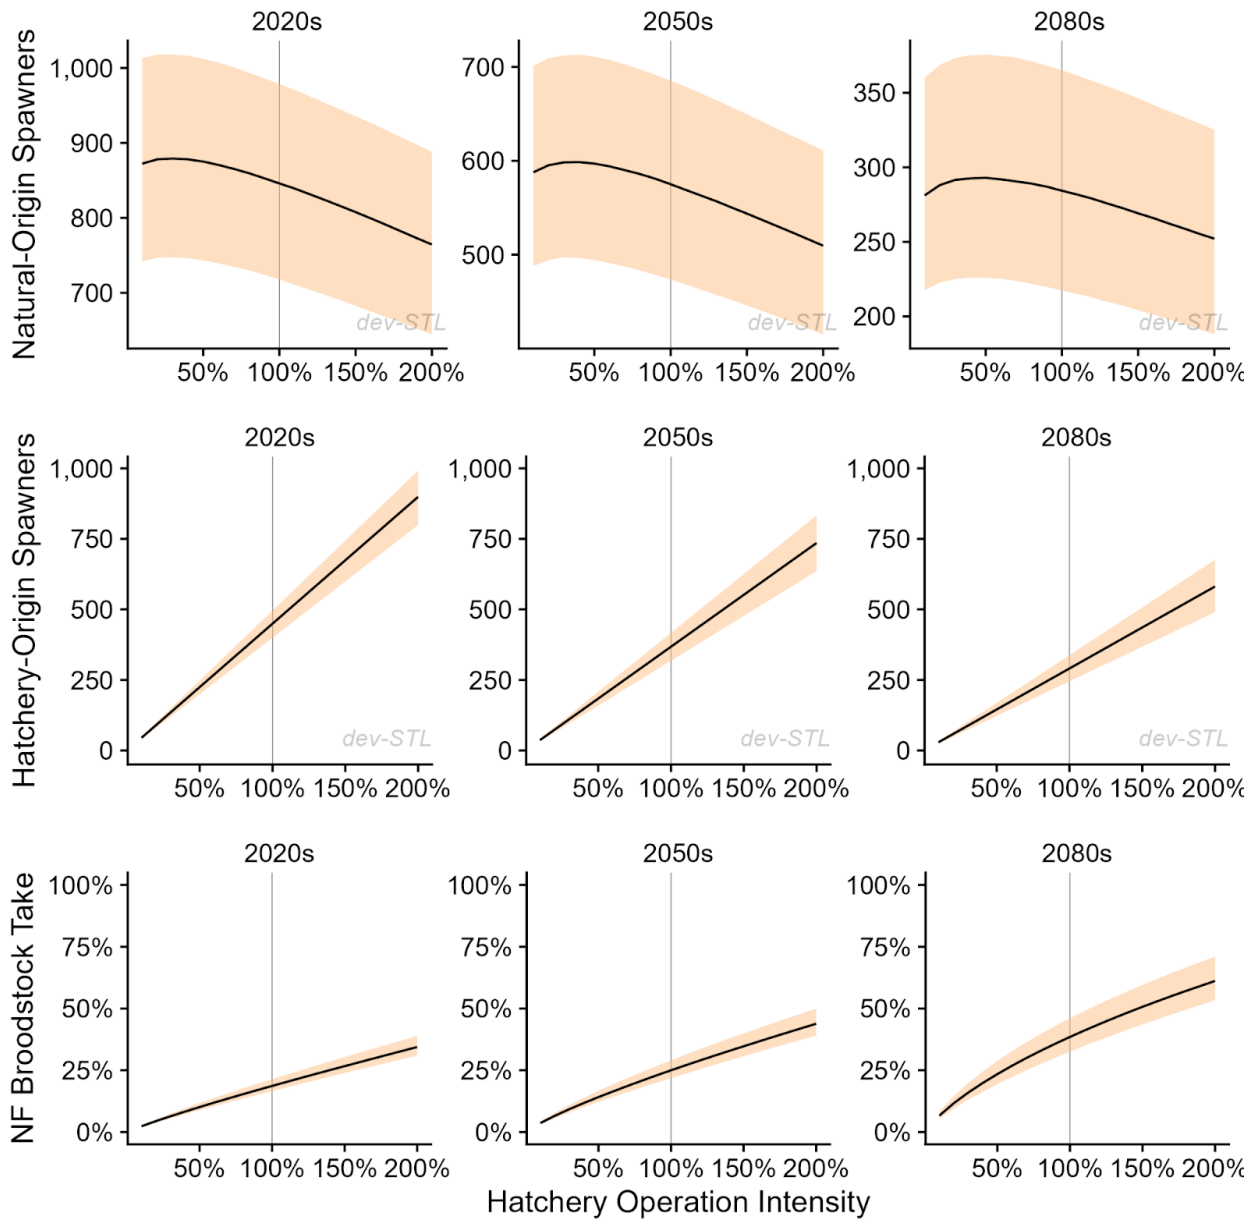 2020s
2050s
2080s
Natural-Origin Spawners
1,000
900
800
700
700
600
500
350
300
250
200
dev-STL
dev-STL
dev-STL
50% 100% 150% 200%
50% 100% 150% 200%
50% 100% 150% 200%
2020s
2050s
2080s
Hatchery-Origin Spawners
1,000
750
500
250
0
1,000
750
500
250
0
1,000
750
500
250
0
dev-STL
dev-STL
dev-STL
50% 100% 150% 200%
50% 100% 150% 200%
50% 100% 150% 200%
2020s
2050s
2080s
NF Broodstock Take
100%
75%
50%
25%
0%
100%
75%
50%
25%
0%
100%
75%
50%
25%
0%
50% 100% 150% 200%
50% 100% 150% 200%
50% 100% 150% 200%
Hatchery Operation Intensity